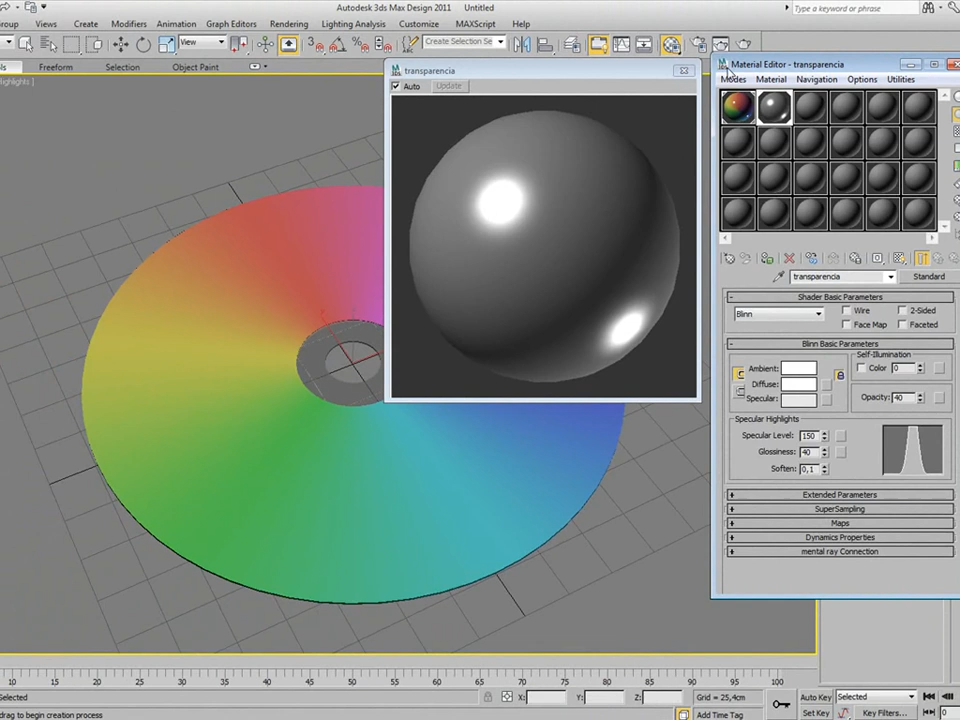 Autodesk 3ds Max Design 2011 Untitled
Type a keyword or phrase
Group Views Create Modifiers Animation Graph Editors Rendering Lighting Analysis Customize MAXScript Help
View
Create Selection Se
Freeform Selection Object Paint
transparencia
Auto Update
Material Editor - transparencia
Modes Material Navigation Options Utilities
transparencia Standard
- Shader Basic Parameters
Blinn Wire 2-Sided
Face Map Faceted
- Blinn Basic Parameters
Self-Illumination
Ambient: Color 0
Diffuse:
Specular: Opacity: 40
Specular Highlights
Specular Level: 150
Glossiness: 40
Soften: 0,1
+ Extended Parameters
+ SuperSampling
+ Maps
+ Dynamics Properties
+ mental ray Connection
10 15 20 25 30 35 40 45 50 55 60 65 70 75 80 85 90 95 100
Selected X: Y: Z: Grid = 25,4cm Auto Key Selected
drag to begin creation process Add Time Tag Set Key Key Filters... 0